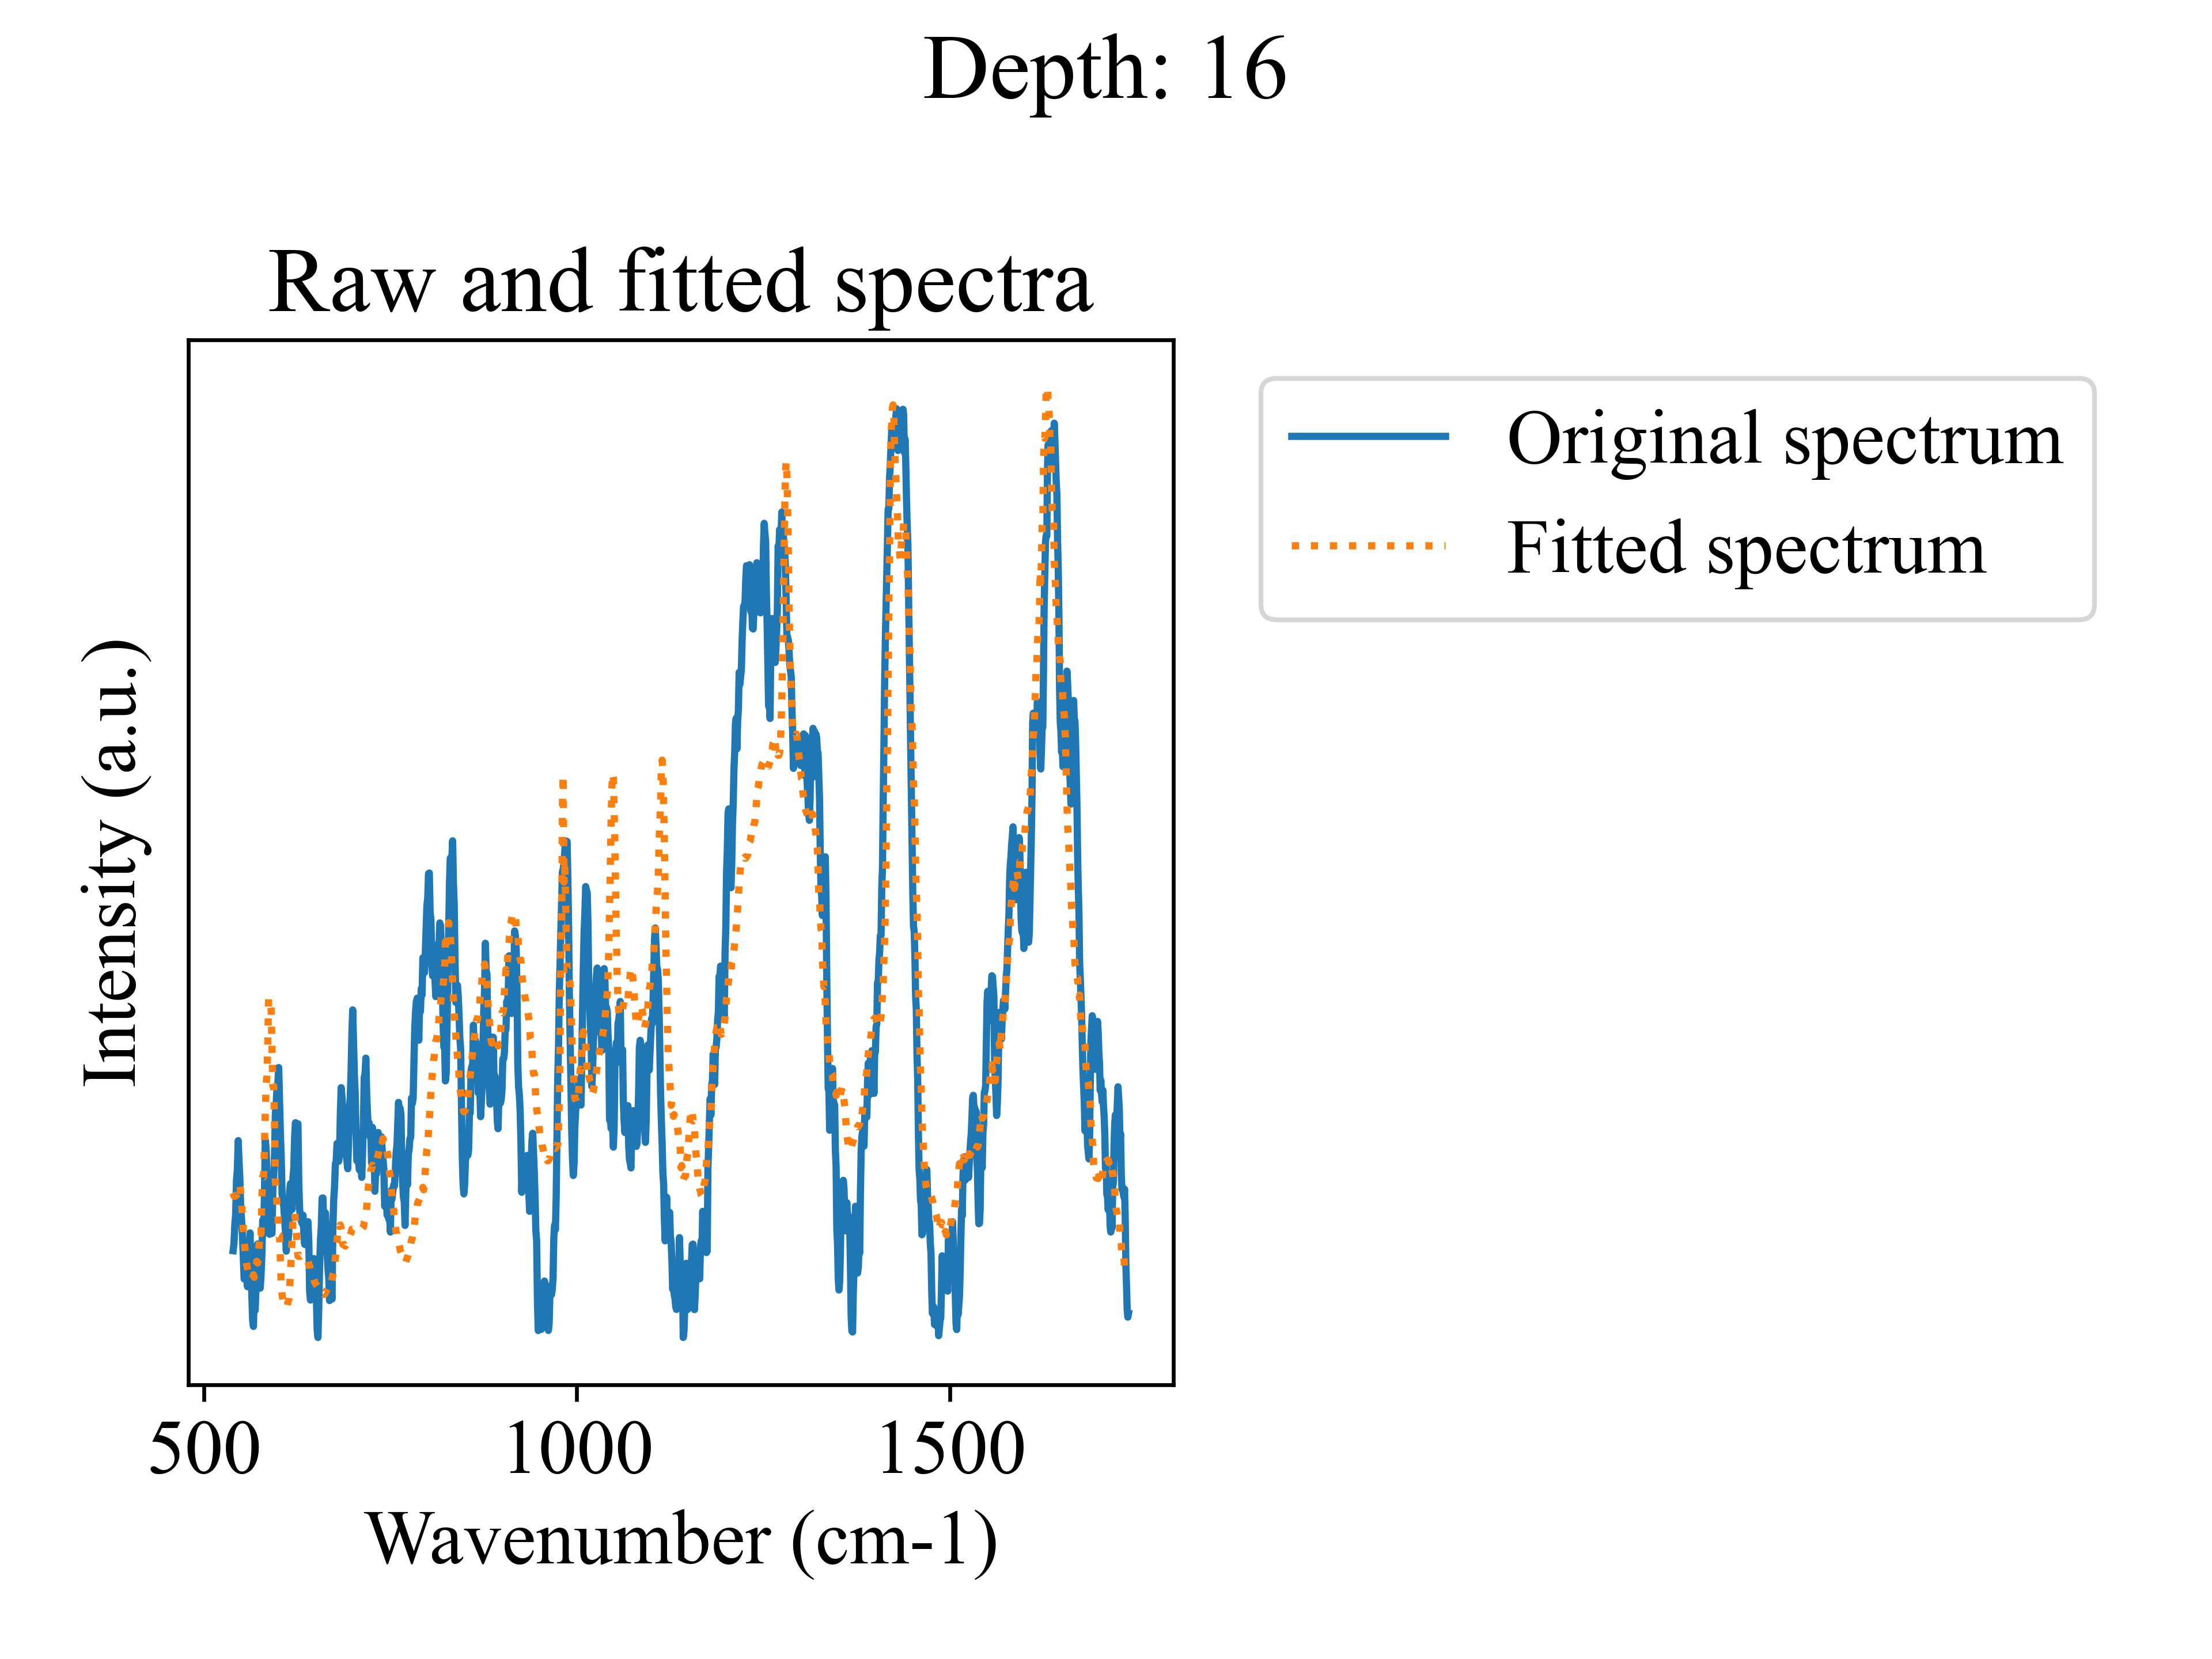 Depth: 16
Raw and fitted spectra
Original spectrum
Fitted spectrum
Intensity (a.u.)
500 1000 1500
Wavenumber (cm-1)